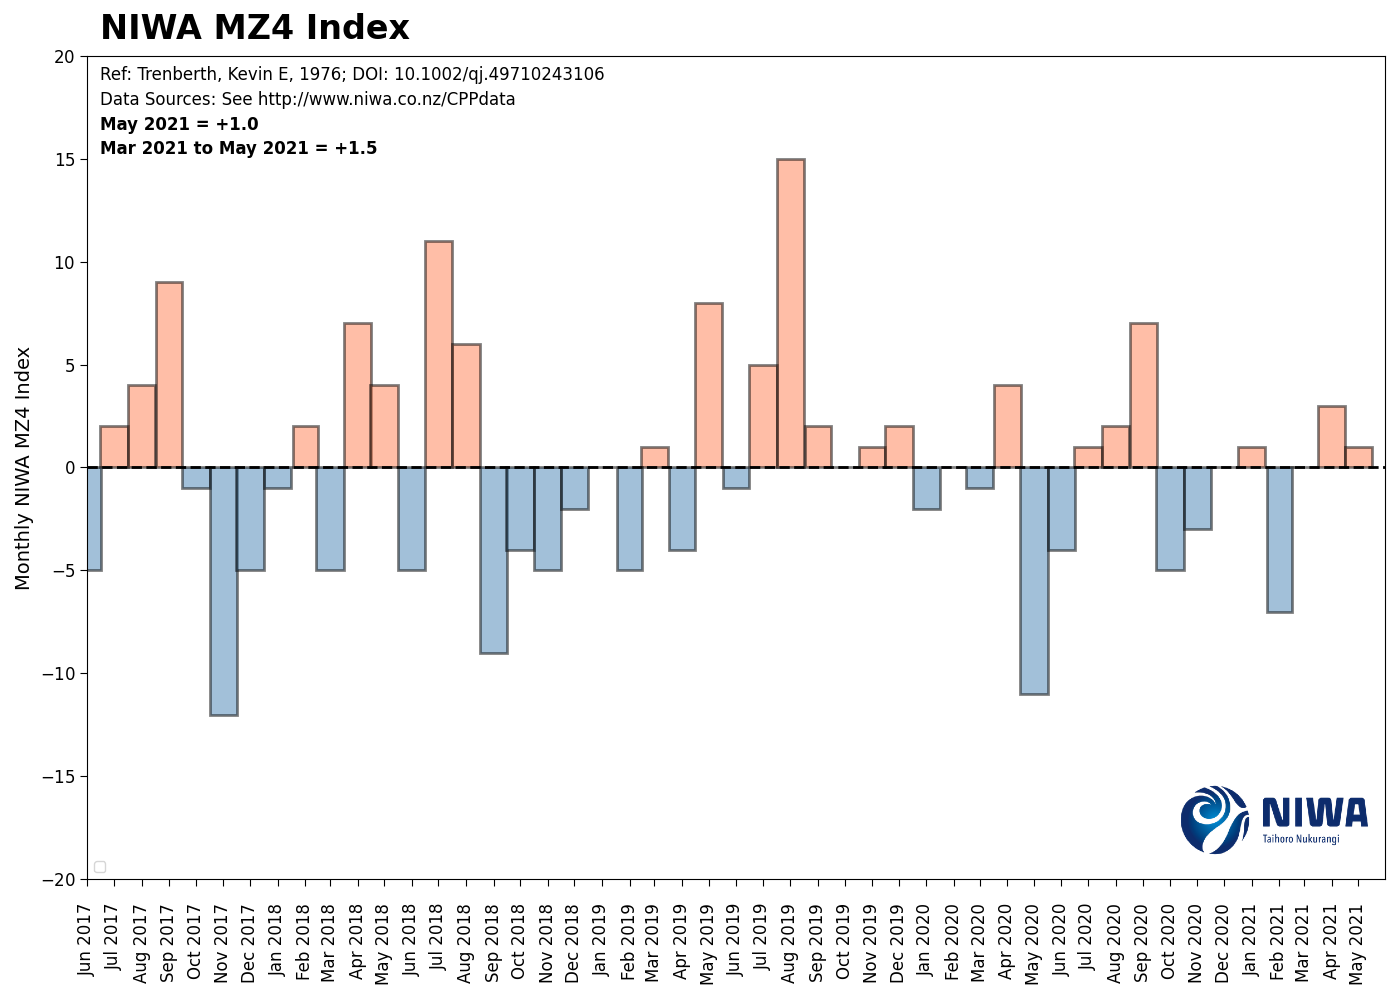 NIWA MZ4 Index
Ref: Trenberth, Kevin E, 1976; DOI: 10.1002/qj.49710243106
Data Sources: See http://www.niwa.co.nz/CPPdata
May 2021 = +1.0
Mar 2021 to May 2021 = +1.5
Monthly NIWA MZ4 Index
20
15
10
5
0
−5
−10
−15
−20
NIWA
Taihoro Nukurangi
Jun 2017
Jul 2017
Aug 2017
Sep 2017
Oct 2017
Nov 2017
Dec 2017
Jan 2018
Feb 2018
Mar 2018
Apr 2018
May 2018
Jun 2018
Jul 2018
Aug 2018
Sep 2018
Oct 2018
Nov 2018
Dec 2018
Jan 2019
Feb 2019
Mar 2019
Apr 2019
May 2019
Jun 2019
Jul 2019
Aug 2019
Sep 2019
Oct 2019
Nov 2019
Dec 2019
Jan 2020
Feb 2020
Mar 2020
Apr 2020
May 2020
Jun 2020
Jul 2020
Aug 2020
Sep 2020
Oct 2020
Nov 2020
Dec 2020
Jan 2021
Feb 2021
Mar 2021
Apr 2021
May 2021